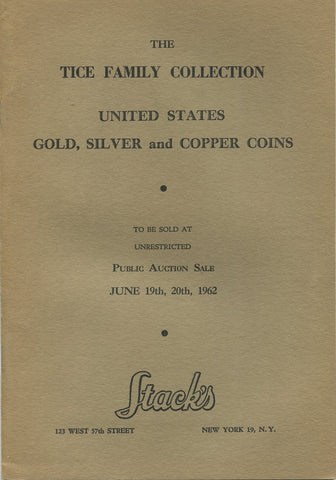 THE
TICE FAMILY COLLECTION
UNITED STATES
GOLD, SILVER and COPPER COINS
TO BE SOLD AT
UNRESTRICTED
PUBLIC AUCTION SALE
JUNE 19th, 20th, 1962
Stack's
123 WEST 57th STREET NEW YORK 19, N. Y.